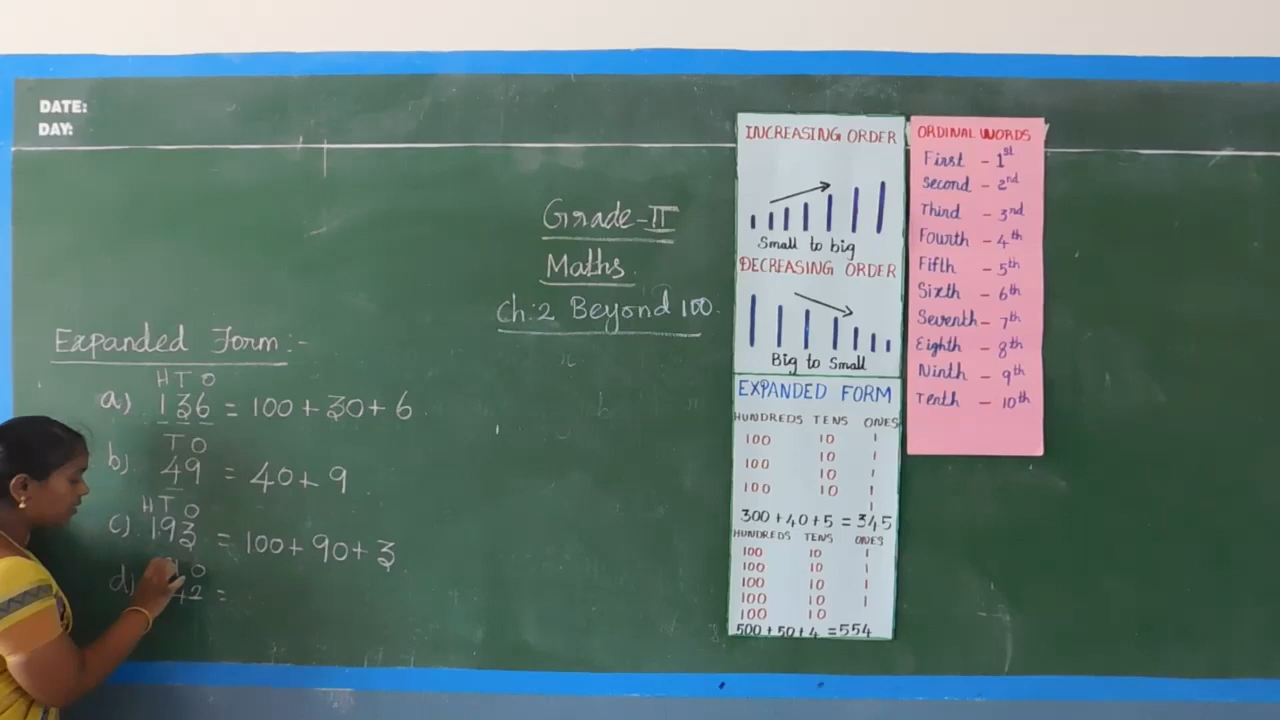 DATE:
DAY:
Grade-II
Maths.
Ch:2 Beyond 100.
Expanded Form:-
H T O
a) 136 = 100+30+6.
T O
b) 49 = 40+9
H T O
c) 193 = 100+90+3.
O
d) 42 =
INCREASING ORDER
Small to big
DECREASING ORDER
Big to Small
EXPANDED FORM
HUNDREDS TENS ONES
100 10 1
10 1
100 10 1
100 10 1
1
300+40+5 = 345
HUNDREDS TENS ONES
100 10 1
100 10 1
100 10 1
100 10 1
100 10
500+50+4 = 554
ORDINAL WORDS
First - 1st
Second - 2nd
Third - 3rd
Fourth - 4th
Fifth - 5th
Sixth - 6th
Seventh - 7th
Eighth - 8th
Ninth - 9th
Tenth - 10th